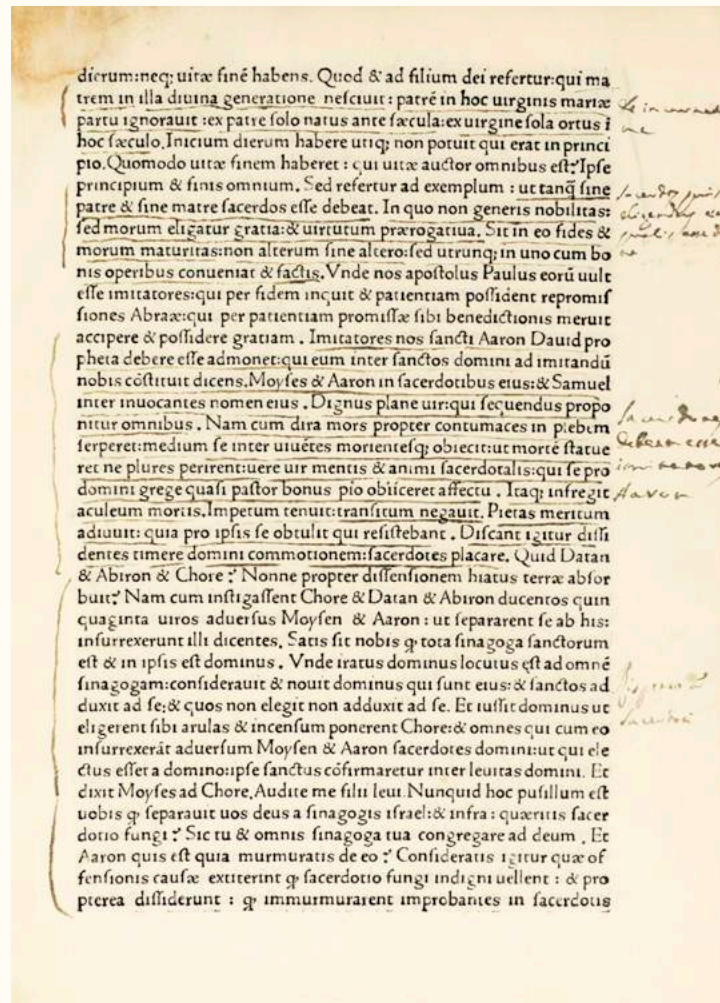 dierum:neq; uitæ finē habens. Quod & ad filium dei refertur:qui ma
trem in illa diuina generatione nesciuit : patrē in hoc uirginis mariæ
partu ignorauit :ex patre solo natus ante sæcula:ex uirgine sola ortus ī
hoc sæculo. Inicium dierum habere utiq; non potuit qui erat in princi
pio. Quomodo uitæ finem haberet : qui uitæ auctor omnibus est? Ipse
principium & finis omnium. Sed refertur ad exemplum : ut tanq̄ sine
patre & sine matre sacerdos esse debeat. In quo non generis nobilitas:
sed morum eligatur gratia:& uirtutum prærogatiua. Sit in eo fides &
morum maturitas:non alterum sine altero:sed utrunq; in uno cum bo
nis operibus conueniat & factis. Vnde nos apostolus Paulus eorū uult
esse imitatores:qui per fidem inquit & patientiam possident repromis
siones Abraæ:qui per patientiam promissæ sibi benedictionis meruit
accipere & possidere gratiam . Imitatores nos sancti Aaron Dauid pro
pheta debere esse admonet:qui eum inter sanctos domini ad imitandū
nobis cōstituit dicens. Moyses & Aaron in sacerdotibus eius:& Samuel
inter inuocantes nomen eius . Dignus plane uir:qui sequendus propo
nitur omnibus . Nam cum dira mors propter contumaces in plebem
serperet:medium se inter uiuētes morientesq; obiecit:ut mortē statue
ret ne plures perirent:uere uir mentis & animi sacerdotalis:qui se pro
domini grege quasi pastor bonus pio obiiceret affectu . Itaq; infregit
aculeum mortis. Impetum tenuit:transitum negauit. Pietas meritum
adiuuit: quia pro ipsis se obtulit qui resistebant . Discant igitur dissi
dentes timere domini commotionem:sacerdotes placare. Quid Datan
& Abiron & Chore ? Nonne propter dissensionem hiatus terræ absor
buit? Nam cum instigassent Chore & Datan & Abiron ducentos quin
quaginta uiros aduersus Moysen & Aaron : ut separarent se ab his:
insurrexerunt illi dicentes. Satis sit nobis ꝙ tota sinagoga sanctorum
est & in ipsis est dominus . Vnde iratus dominus locutus ęst ad omnē
sinagogam:considerauit & nouit dominus qui sunt eius:& sanctos ad
duxit ad se:& quos non elegit non adduxit ad se. Et iussit dominus ut
eligerent sibi arulas & incensum ponerent Chore:& omnes qui cum eo
insurrexerāt aduersum Moysen & Aaron sacerdotes domini:ut qui ele
ctus esset a domino:ipse sanctus cōfirmaretur inter leuitas domini. Et
dixit Moyses ad Chore. Audite me filii leui. Nunquid hoc pusillum est
uobis ꝙ separauit uos deus a sinagogis israel:& infra : quæritis sacer
dotio fungi ? Sic tu & omnis sinagoga tua congregare ad deum . Et
Aaron quis est quia murmuratis de eo ? Consideratis igitur quæ of
fensionis causæ extiterint ꝙ sacerdotio fungi indigni uellent : & pro
pterea dissiderunt : ꝙ immurmurarent improbantes in sacerdotis